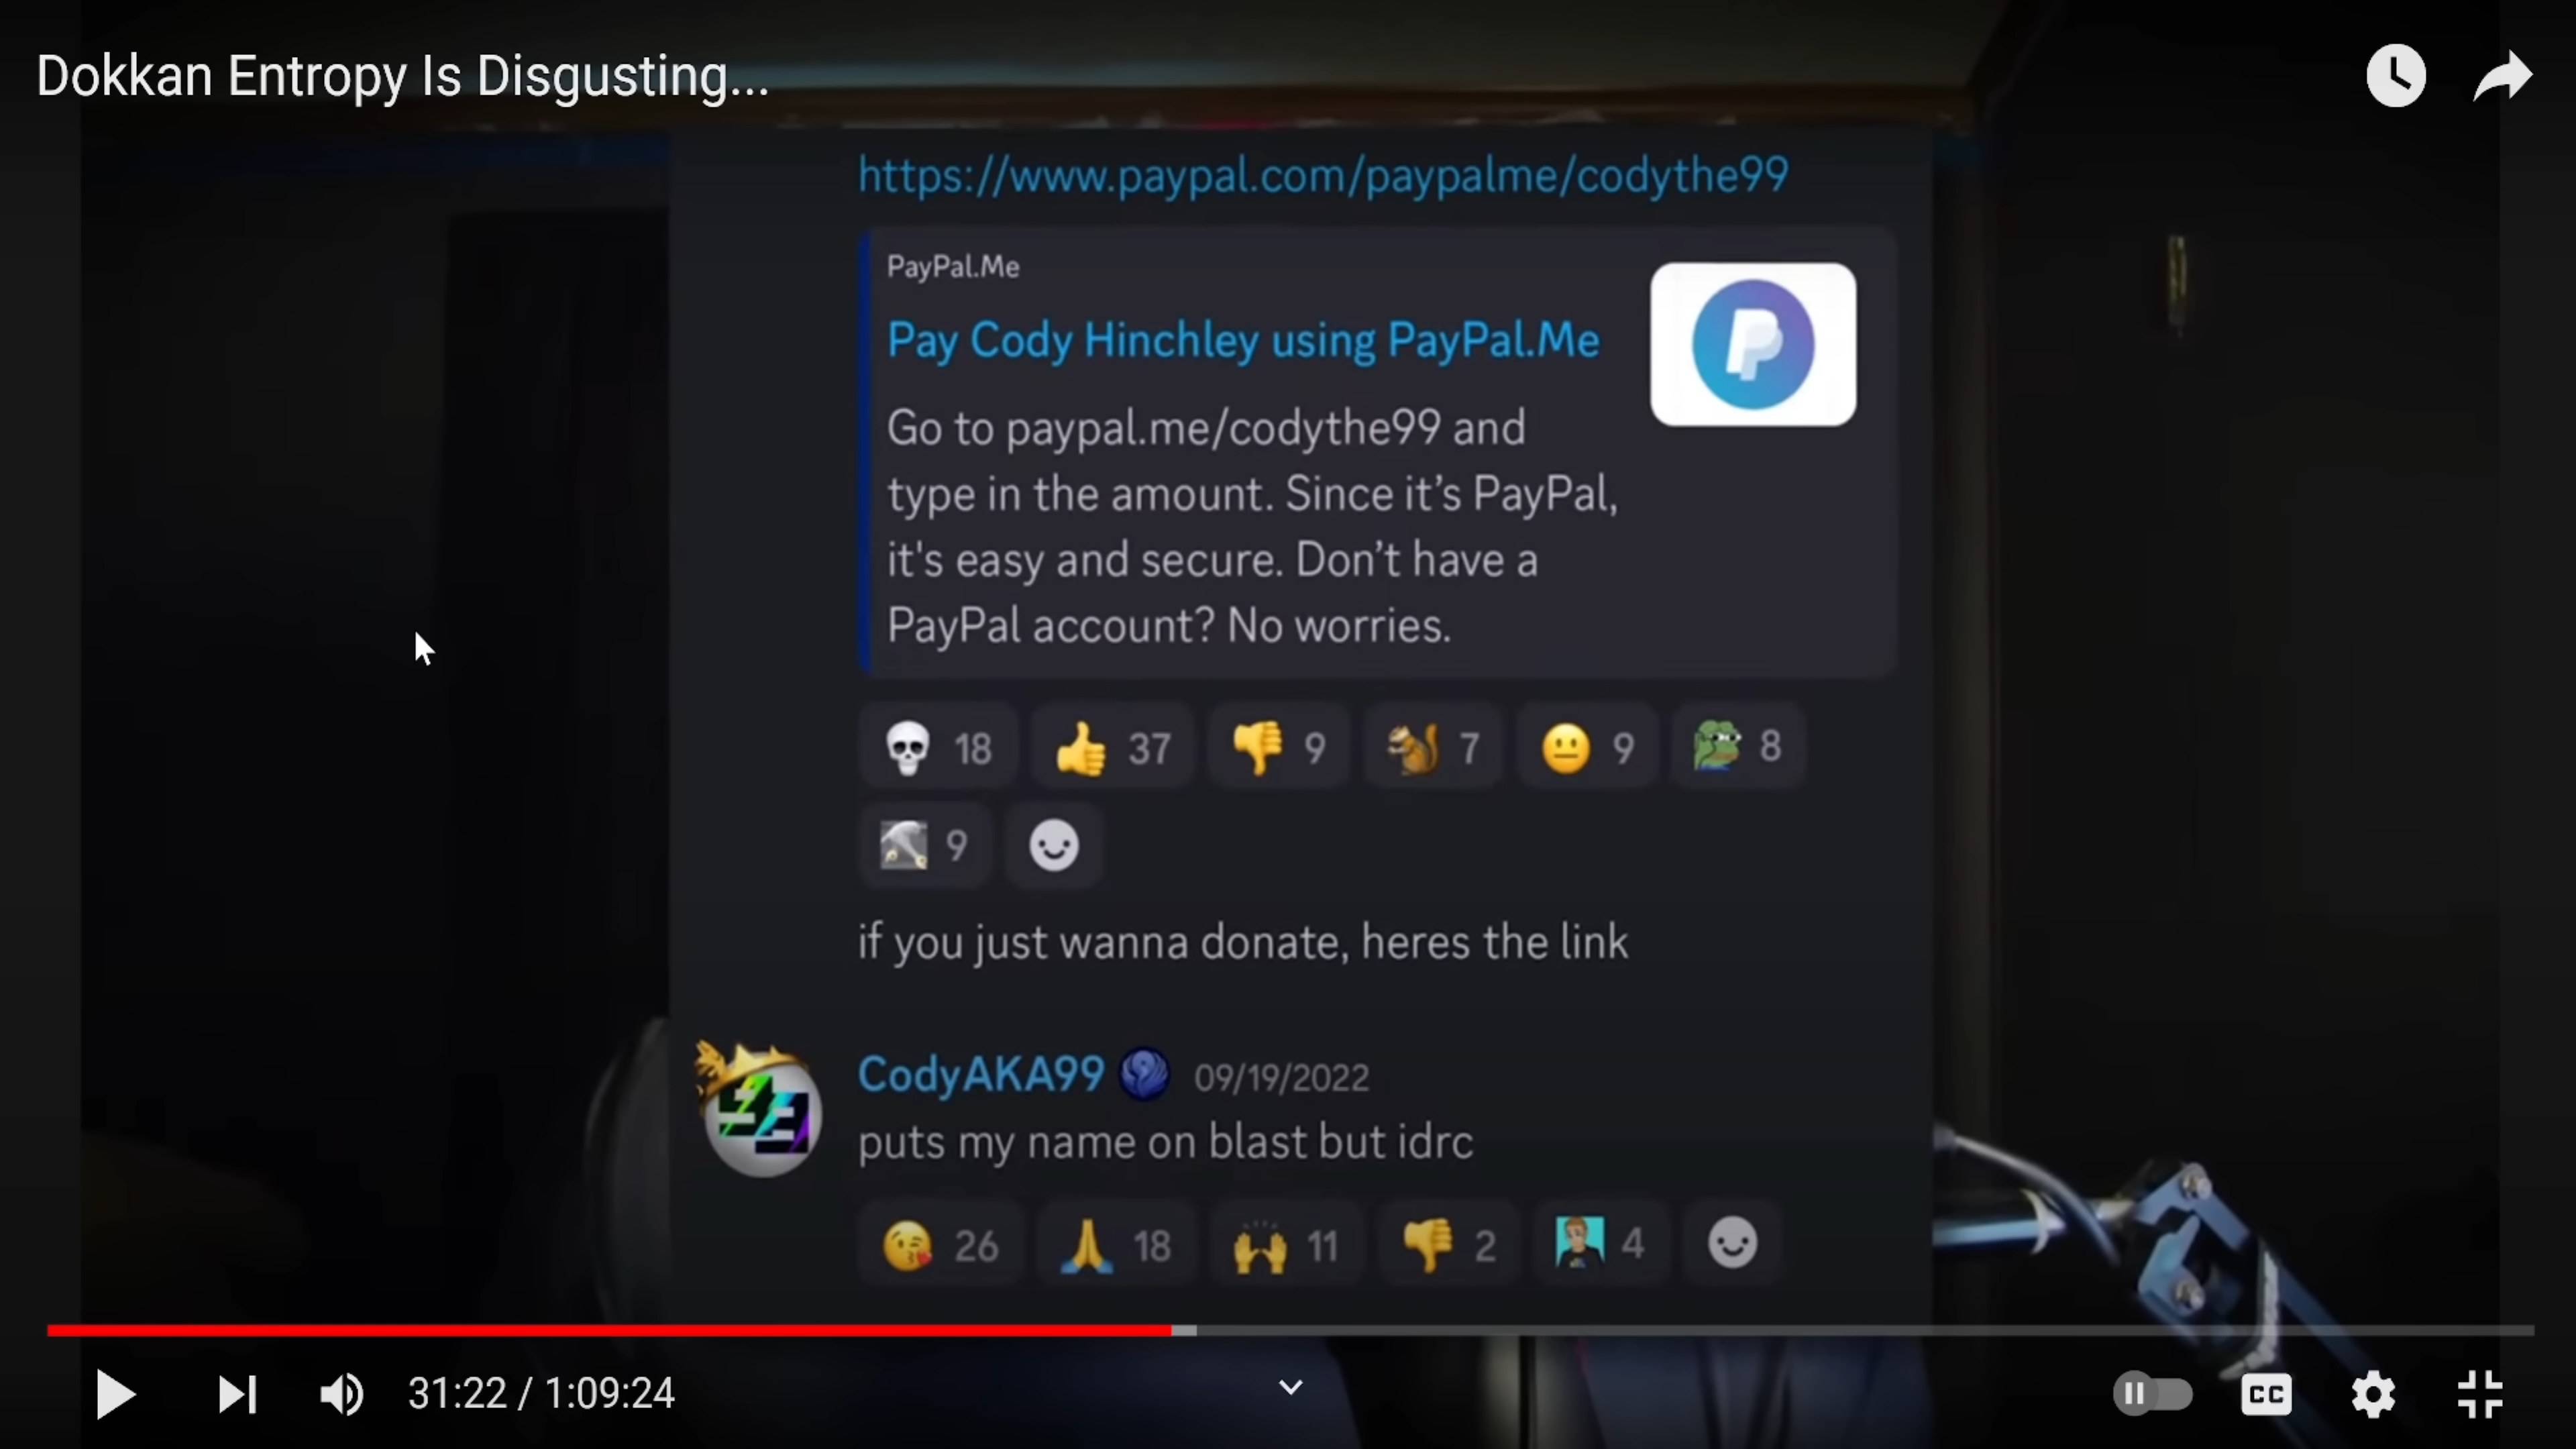 Dokkan Entropy Is Disgusting...
https://www.paypal.com/paypalme/codythe99
PayPal.Me
Pay Cody Hinchley using PayPal.Me
Go to paypal.me/codythe99 and
type in the amount. Since it’s PayPal,
it's easy and secure. Don’t have a
PayPal account? No worries.
18 37 9 7 9 8
9
if you just wanna donate, heres the link
CodyAKA99 09/19/2022
puts my name on blast but idrc
26 18 11 2 4
31:22 / 1:09:24 CC